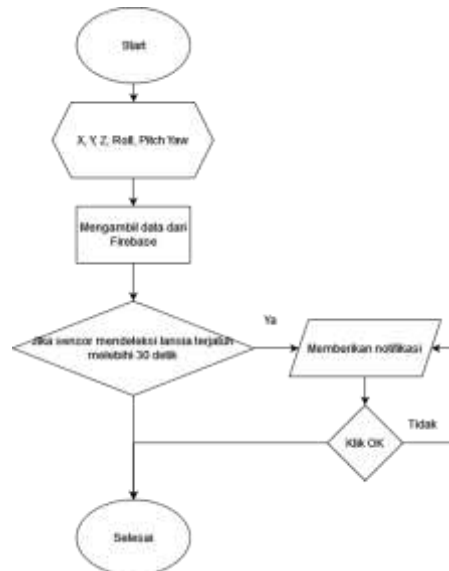 Start
X, Y, Z, Roll, Pitch Yaw
Mengambil data dari
Firebase
Jika sensor mendeteksi lansia terjatuh
melebihi 30 detik
Ya
Memberikan notifikasi
Klik OK
Tidak
Selesai